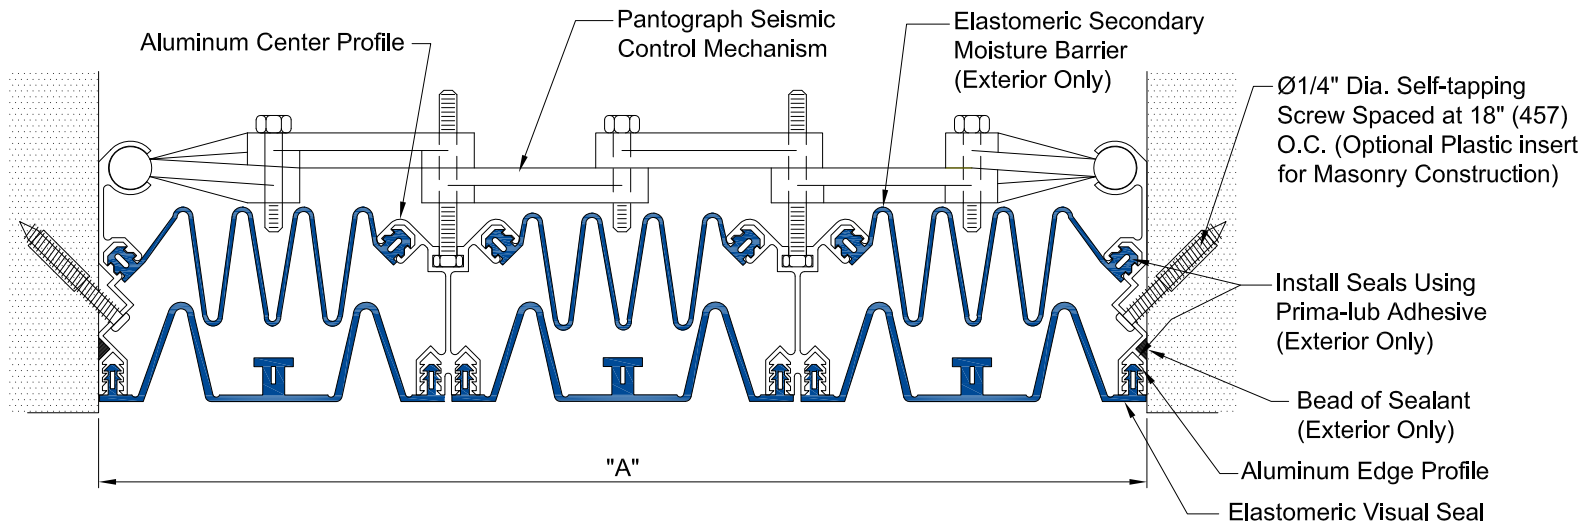 Aluminum Center Profile
Pantograph Seismic
Control Mechanism
Elastomeric Secondary
Moisture Barrier
(Exterior Only)
Ø1/4" Dia. Self-tapping
Screw Spaced at 18" (457)
O.C. (Optional Plastic insert
for Masonry Construction)
Install Seals Using
Prima-lub Adhesive
(Exterior Only)
Bead of Sealant
(Exterior Only)
"A"
Aluminum Edge Profile
Elastomeric Visual Seal